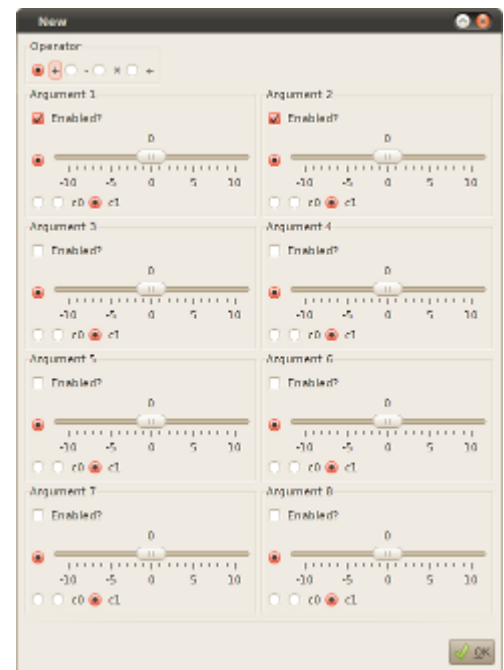 New
Operator
+ - × ÷
Argument 1
Enabled?
0
-10 -5 0 5 10
c0 c1
Argument 2
Enabled?
0
-10 -5 0 5 10
c0 c1
Argument 3
Enabled?
0
-10 -5 0 5 10
c0 c1
Argument 4
Enabled?
0
-10 -5 0 5 10
c0 c1
Argument 5
Enabled?
0
-10 -5 0 5 10
c0 c1
Argument 6
Enabled?
0
-10 -5 0 5 10
c0 c1
Argument 7
Enabled?
0
-10 -5 0 5 10
c0 c1
Argument 8
Enabled?
0
-10 -5 0 5 10
c0 c1
OK